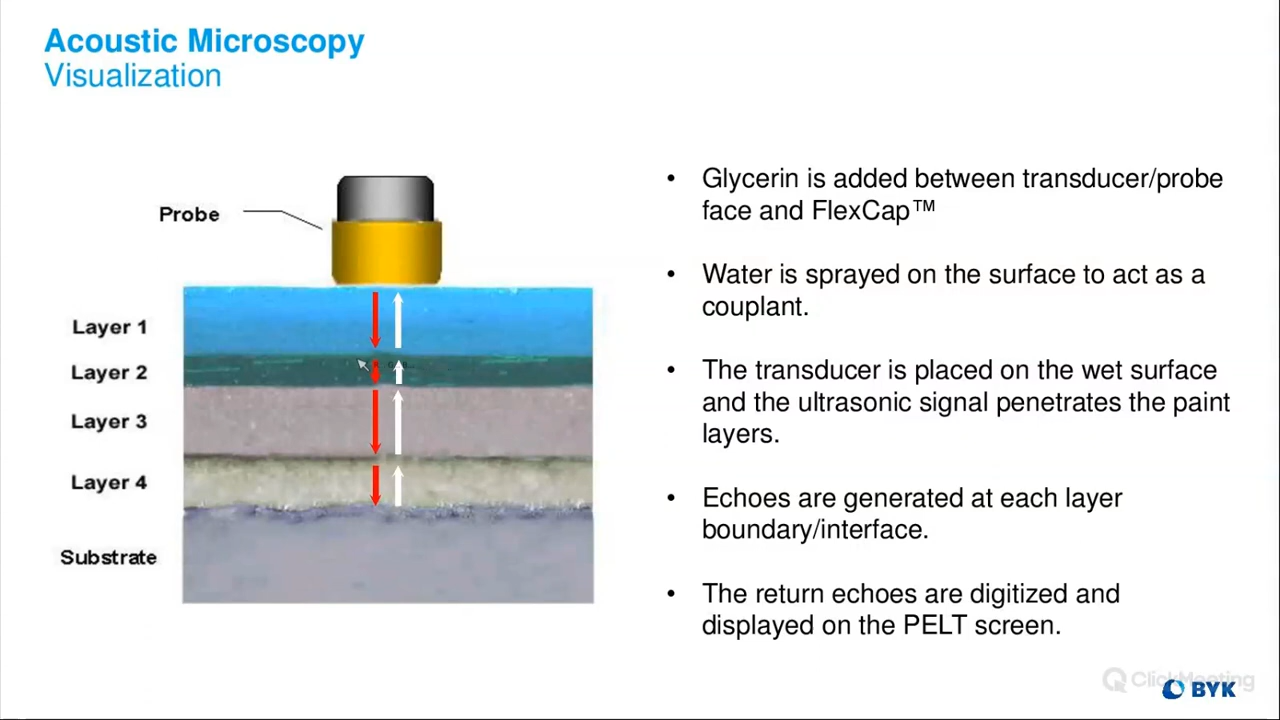 Acoustic Microscopy
Visualization
Probe
Layer 1
Layer 2
Layer 3
Layer 4
Substrate
• Glycerin is added between transducer/probe
face and FlexCap™
• Water is sprayed on the surface to act as a
couplant.
• The transducer is placed on the wet surface
and the ultrasonic signal penetrates the paint
layers.
• Echoes are generated at each layer
boundary/interface.
• The return echoes are digitized and
displayed on the PELT screen.
ClickMeeting
BYK